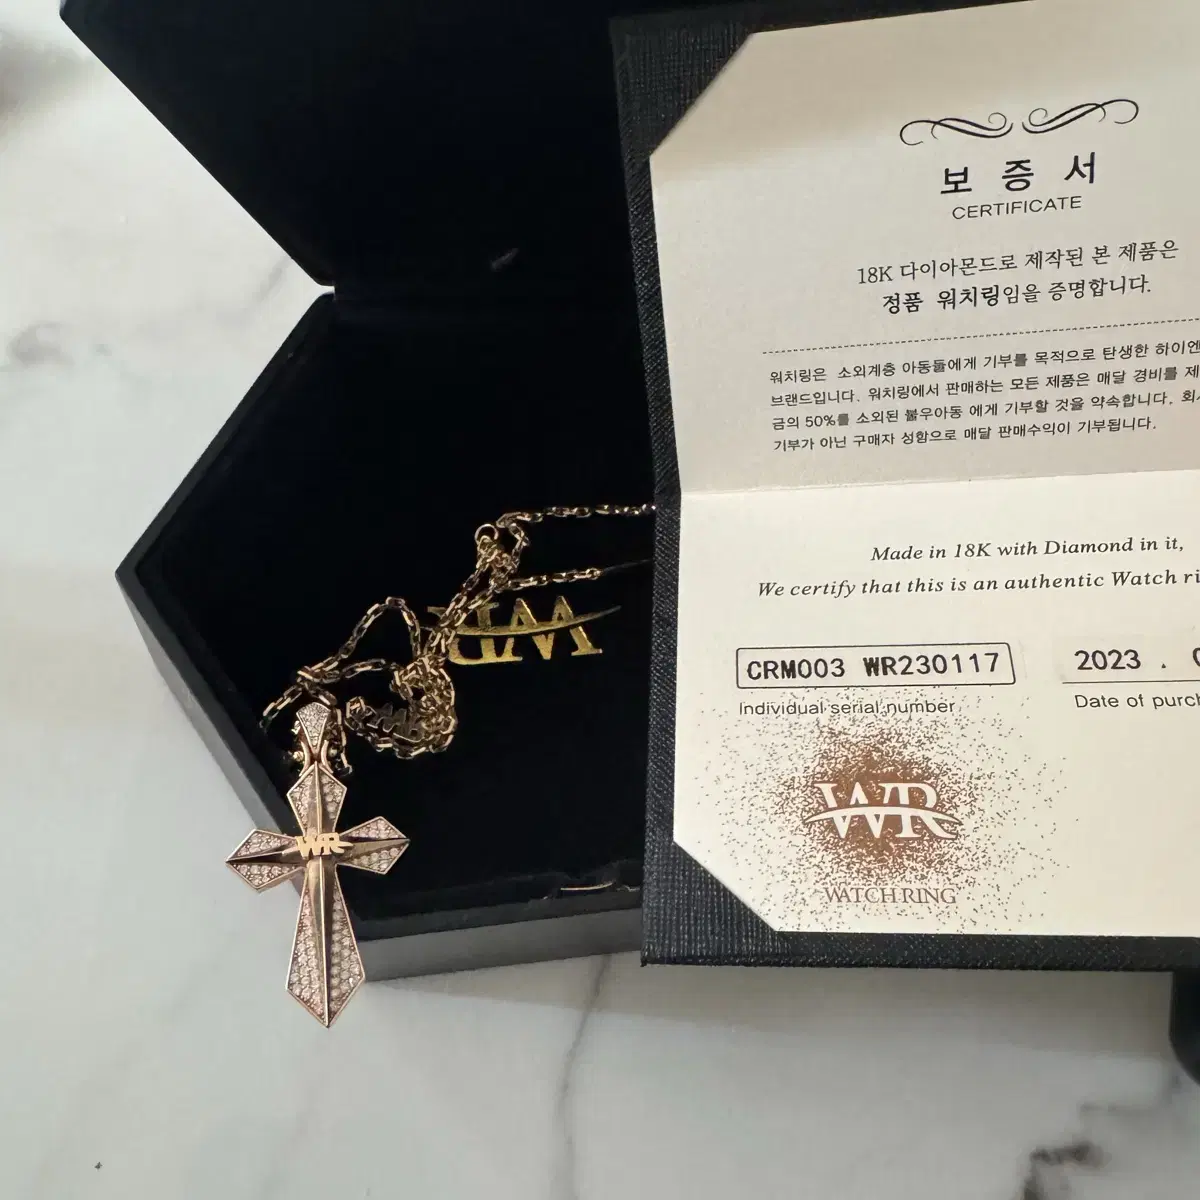 보 증 서
CERTIFICATE
18K 다이아몬드로 제작된 본 제품은
정품 워치링임을 증명합니다.
워치링은 소외계층 아동들에게 기부를 목적으로 탄생한 하이엔
브랜드입니다. 워치링에서 판매하는 모든 제품은 매달 경비를 제
금의 50%를 소외된 불우아동 에게 기부할 것을 약속합니다. 회
기부가 아닌 구매자 성함으로 매달 판매수익이 기부됩니다.
Made in 18K with Diamond in it,
We certify that this is an authentic Watch ri
CRM003 WR230117
2023 .
Individual serial number
Date of purch
WR
WATCH RING
WR
WR